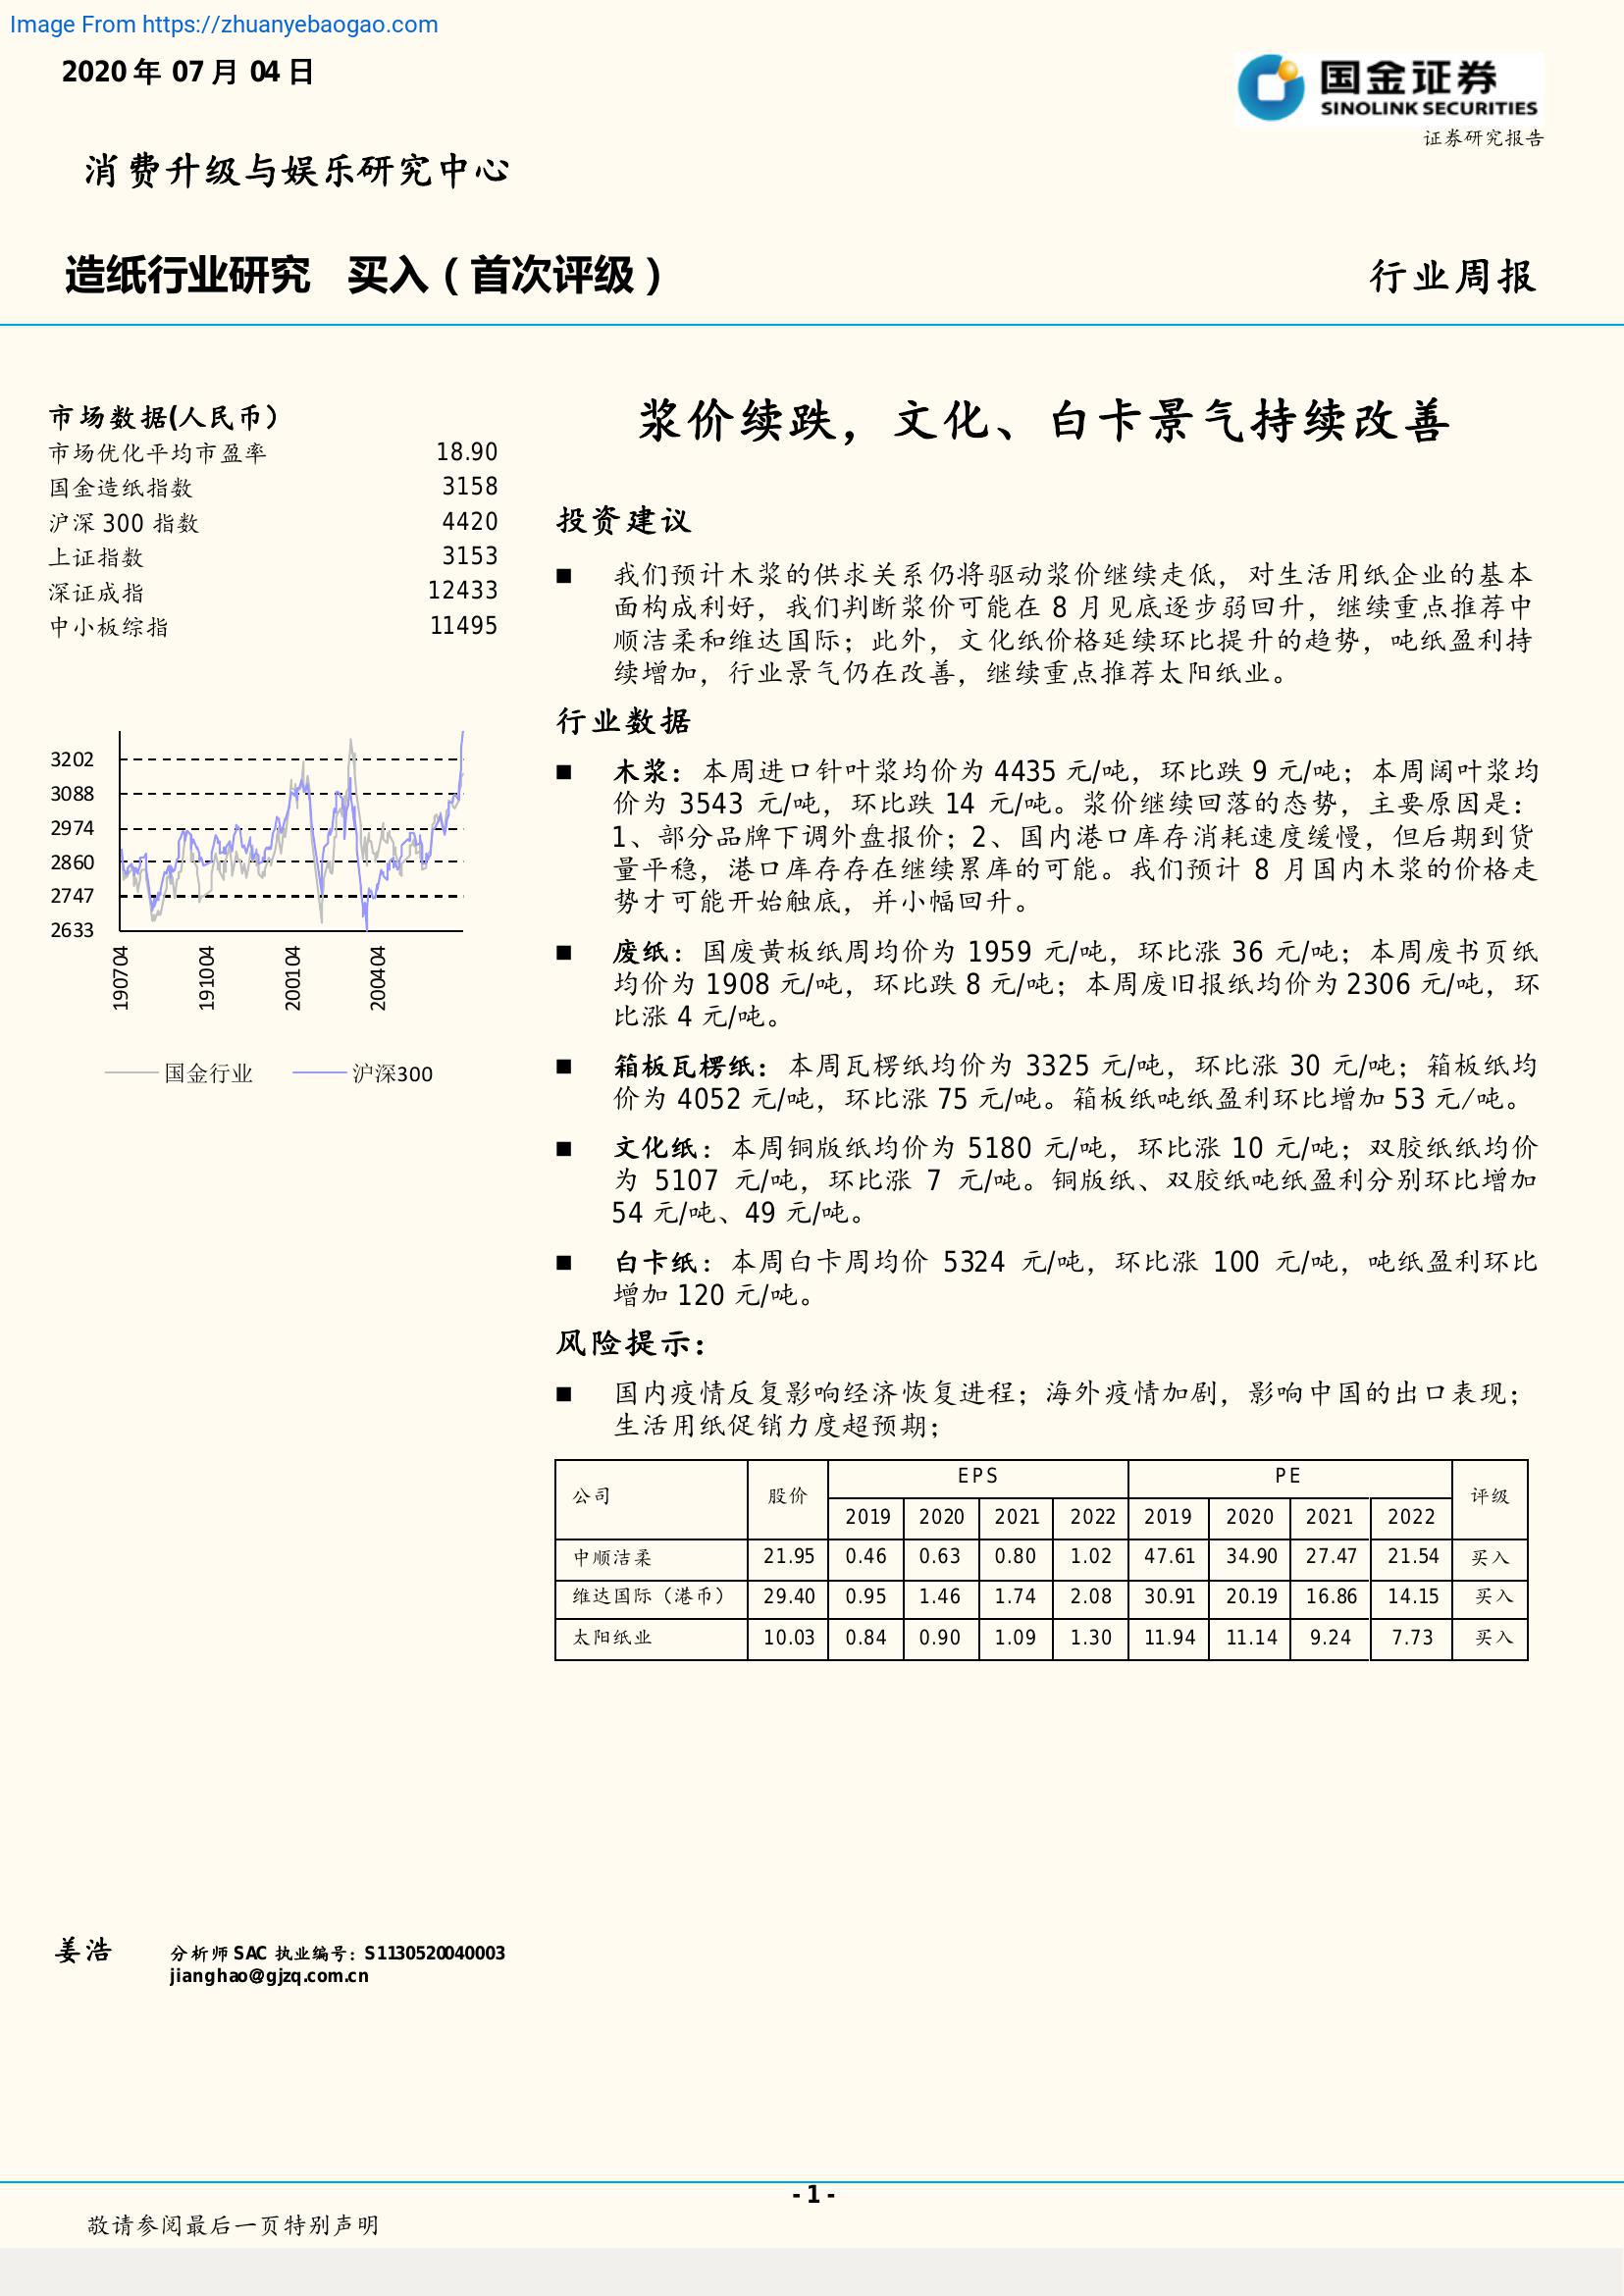 Image From https://zhuanyebaogao.com
2020 年 07 月 04 日
国金证券
SINOLINK SECURITIES
证券研究报告
消费升级与娱乐研究中心
造纸行业研究 买入（首次评级）
行业周报
市场数据(人民币）
市场优化平均市盈率 18.90
国金造纸指数 3158
沪深 300 指数 4420
上证指数 3153
深证成指 12433
中小板综指 11495
3202
3088
2974
2860
2747
2633
190704
191004
200104
200404
国金行业 沪深300
浆价续跌，文化、白卡景气持续改善
投资建议
■ 我们预计木浆的供求关系仍将驱动浆价继续走低，对生活用纸企业的基本
面构成利好，我们判断浆价可能在 8 月见底逐步弱回升，继续重点推荐中
顺洁柔和维达国际；此外，文化纸价格延续环比提升的趋势，吨纸盈利持
续增加，行业景气仍在改善，继续重点推荐太阳纸业。
行业数据
■ 木浆：本周进口针叶浆均价为 4435 元/吨，环比跌 9 元/吨；本周阔叶浆均
价为 3543 元/吨，环比跌 14 元/吨。浆价继续回落的态势，主要原因是：
1、部分品牌下调外盘报价；2、国内港口库存消耗速度缓慢，但后期到货
量平稳，港口库存存在继续累库的可能。我们预计 8 月国内木浆的价格走
势才可能开始触底，并小幅回升。
■ 废纸：国废黄板纸周均价为 1959 元/吨，环比涨 36 元/吨；本周废书页纸
均价为 1908 元/吨，环比跌 8 元/吨；本周废旧报纸均价为 2306 元/吨，环
比涨 4 元/吨。
■ 箱板瓦楞纸：本周瓦楞纸均价为 3325 元/吨，环比涨 30 元/吨；箱板纸均
价为 4052 元/吨，环比涨 75 元/吨。箱板纸吨纸盈利环比增加 53 元/吨。
■ 文化纸：本周铜版纸均价为 5180 元/吨，环比涨 10 元/吨；双胶纸纸均价
为 5107 元/吨，环比涨 7 元/吨。铜版纸、双胶纸吨纸盈利分别环比增加
54 元/吨、49 元/吨。
■ 白卡纸：本周白卡周均价 5324 元/吨，环比涨 100 元/吨，吨纸盈利环比
增加 120 元/吨。
风险提示：
■ 国内疫情反复影响经济恢复进程；海外疫情加剧，影响中国的出口表现；
生活用纸促销力度超预期；
公司 股价 EPS PE 评级
2019 2020 2021 2022 2019 2020 2021 2022
中顺洁柔 21.95 0.46 0.63 0.80 1.02 47.61 34.90 27.47 21.54 买入
维达国际（港币） 29.40 0.95 1.46 1.74 2.08 30.91 20.19 16.86 14.15 买入
太阳纸业 10.03 0.84 0.90 1.09 1.30 11.94 11.14 9.24 7.73 买入
姜浩 分析师 SAC 执业编号：S1130520040003
jianghao@gjzq.com.cn
- 1 -
敬请参阅最后一页特别声明